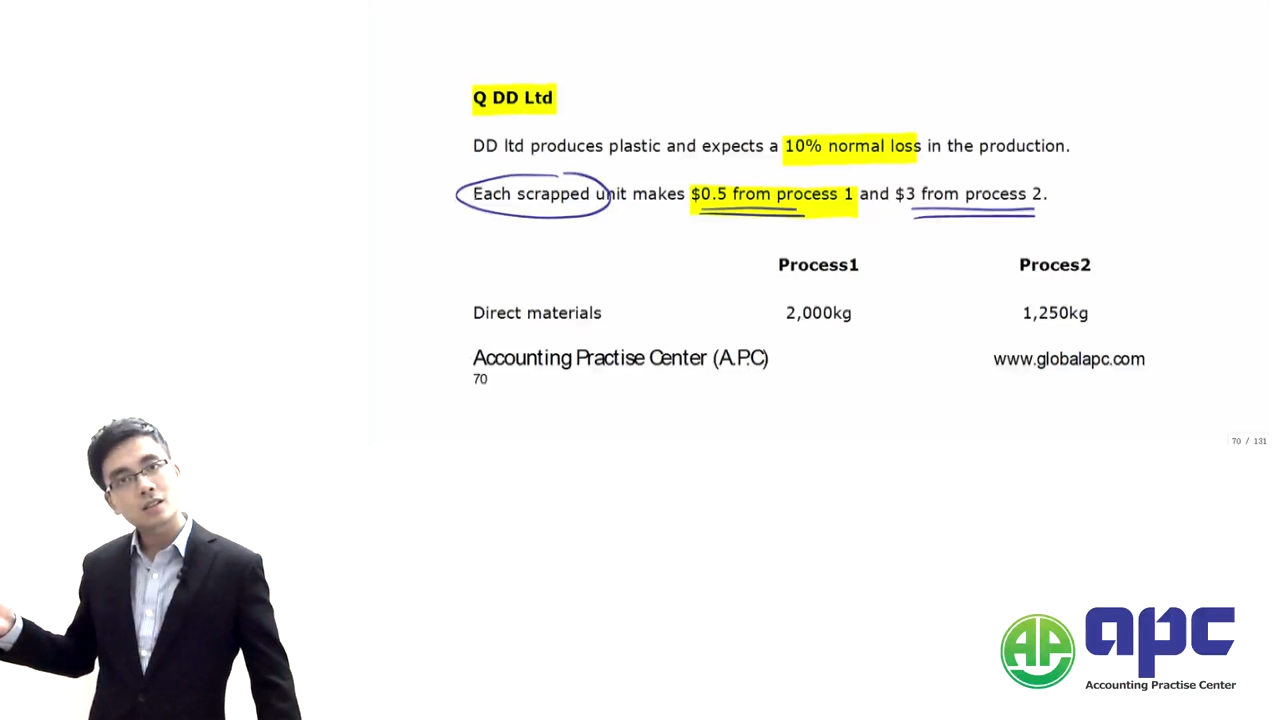 Q DD Ltd
DD ltd produces plastic and expects a 10% normal loss in the production.
Each scrapped unit makes $0.5 from process 1 and $3 from process 2.
Process1 Proces2
Direct materials 2,000kg 1,250kg
Accounting Practise Center (A.P.C) www.globalapc.com
70
70 / 131
AP apc
Accounting Practise Center